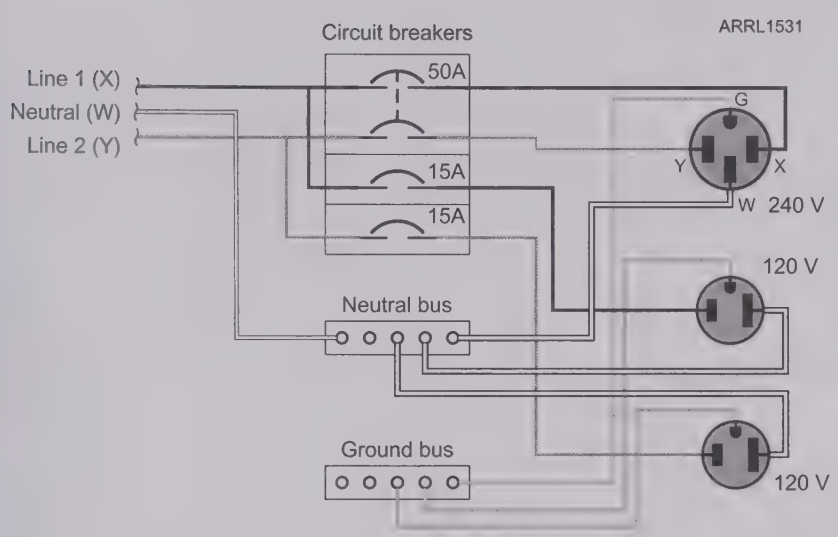 ARRL1531
Circuit breakers
Line 1 (X)
Neutral (W)
Line 2 (Y)
50A
15A
15A
G
Y
X
W
240 V
120 V
Neutral bus
Ground bus
120 V